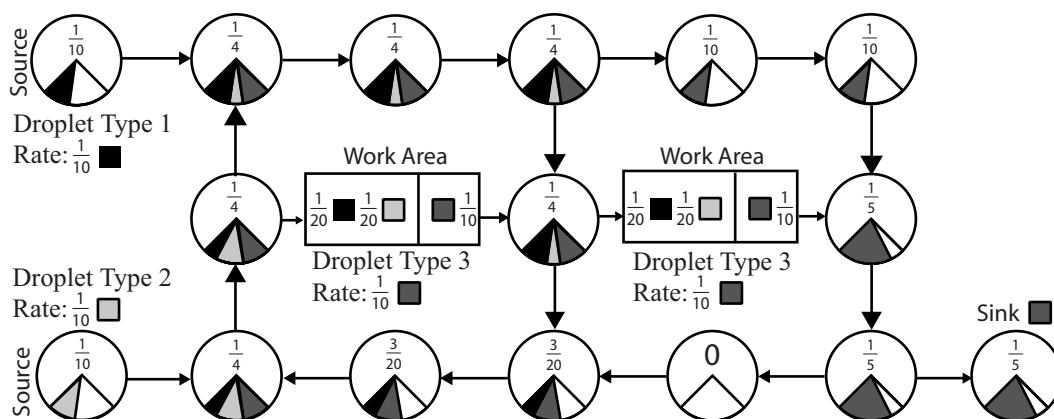 Source
1/10
1/4
1/4
1/4
1/10
1/10
Droplet Type 1
Rate: 1/10
Work Area
Work Area
1/4
1/20 1/20 1/10
1/4
1/20 1/20 1/10
1/5
Droplet Type 3
Rate: 1/10
Droplet Type 3
Rate: 1/10
Droplet Type 2
Rate: 1/10
Sink
Source
1/10
1/4
3/20
3/20
0
1/5
1/5